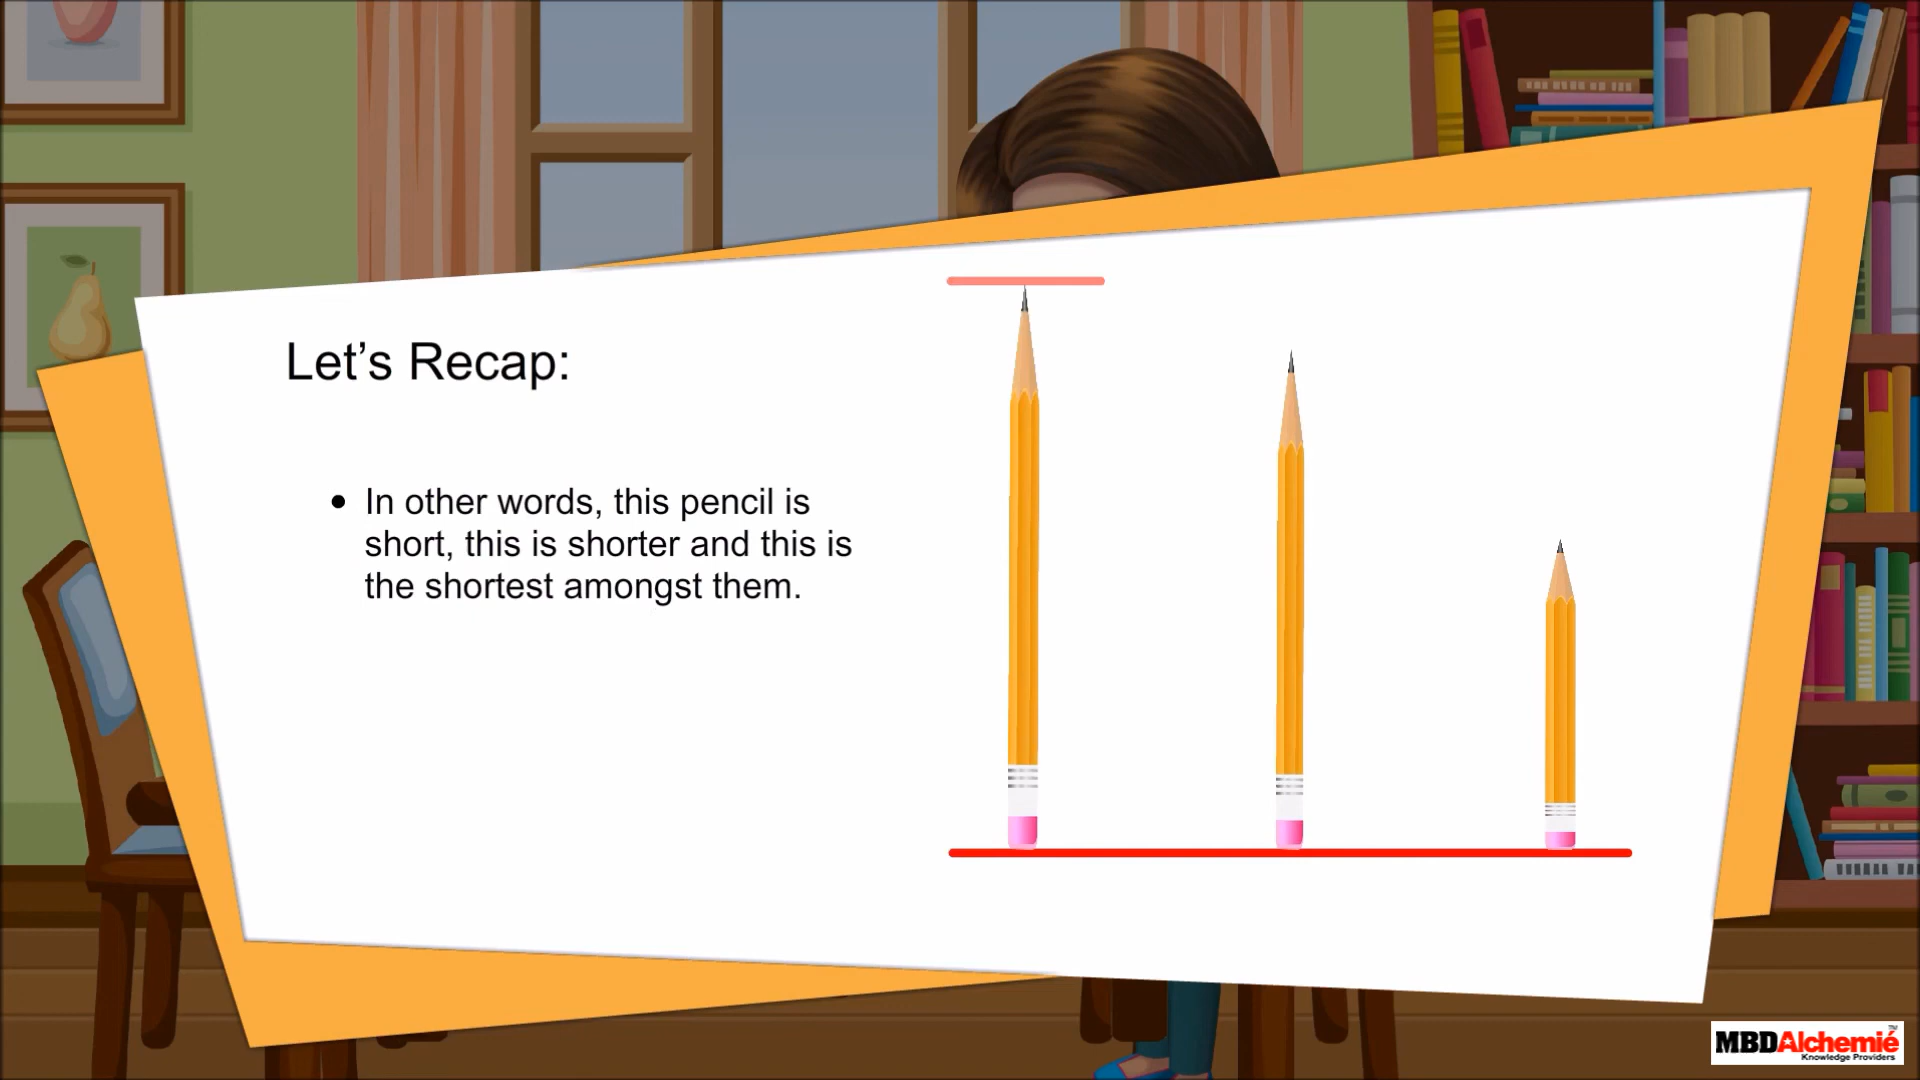 Let’s Recap:
• In other words, this pencil is
short, this is shorter and this is
the shortest amongst them.
MBDAlchemié™
Knowledge Providers